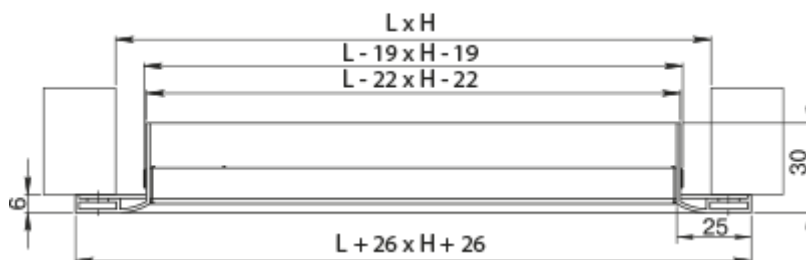 L x H
L - 19 x H - 19
L - 22 x H - 22
30
6
25
L + 26 x H + 26